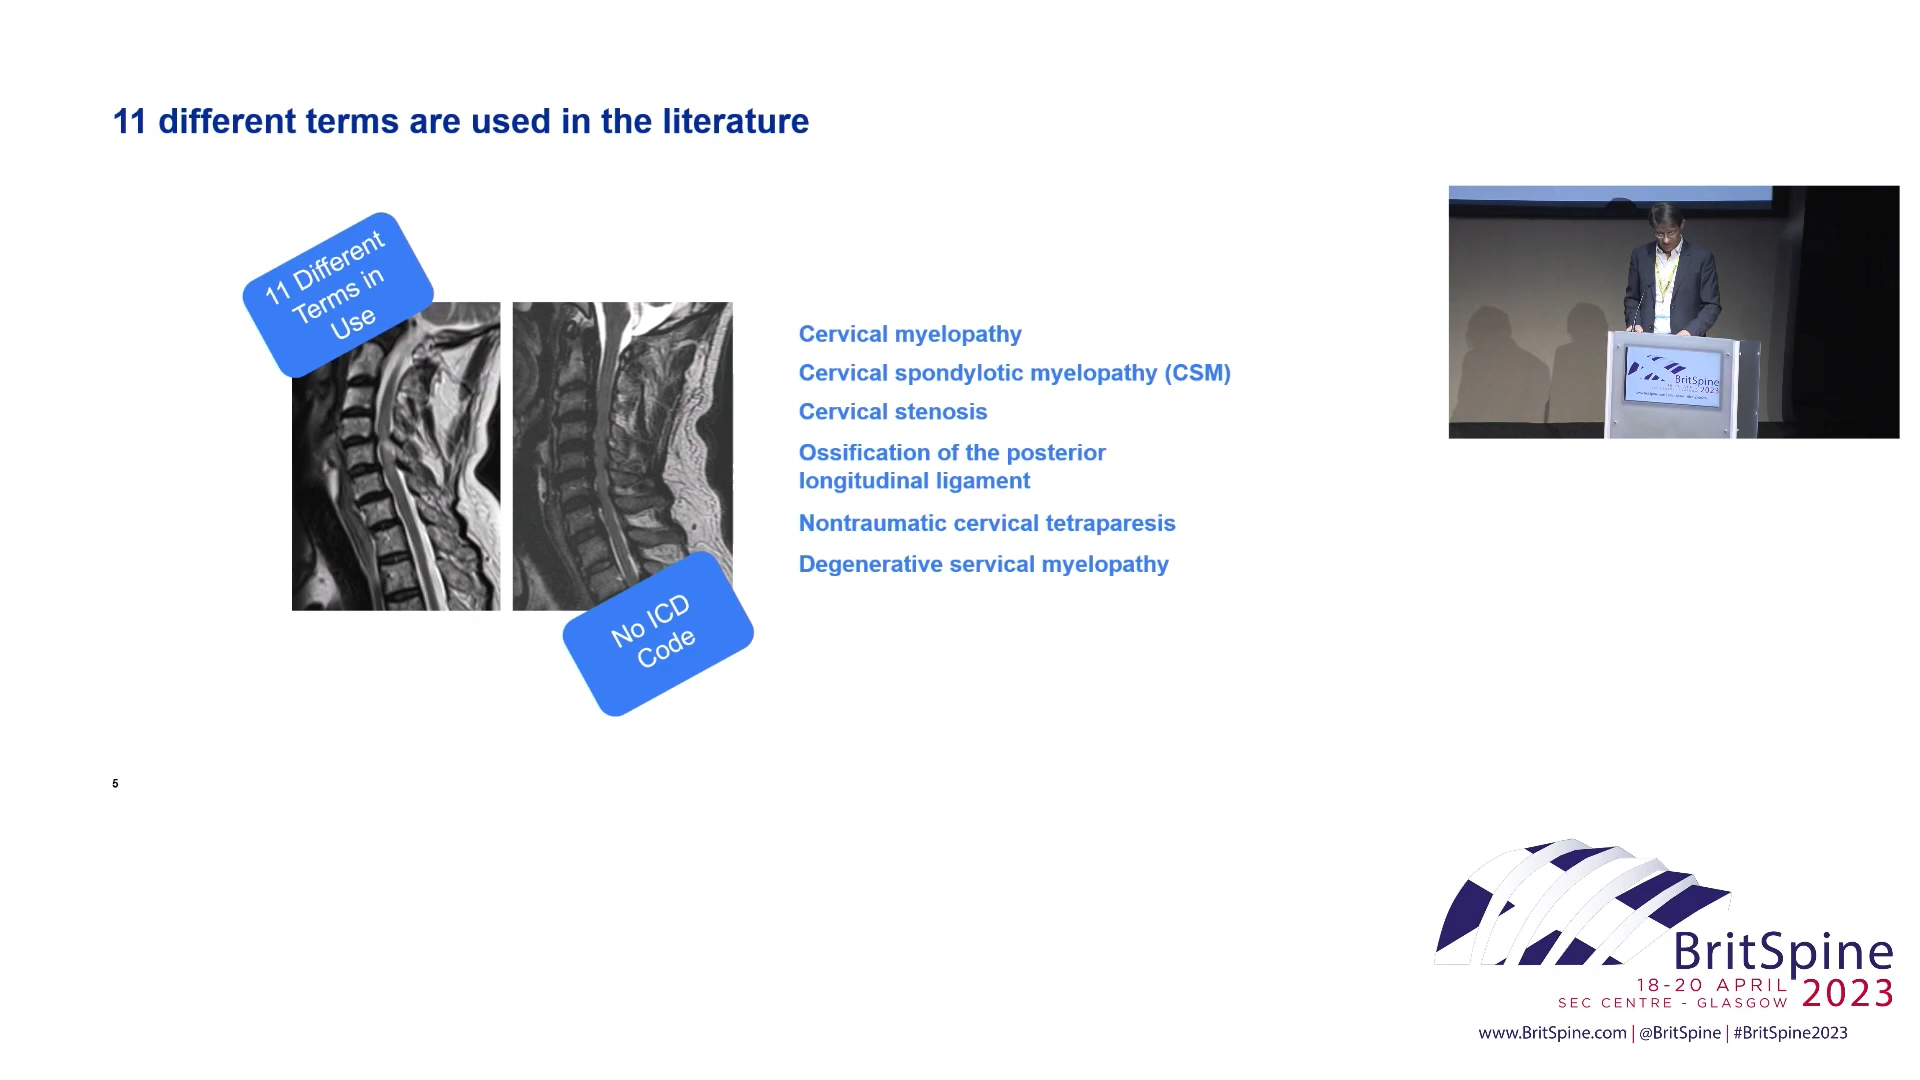 11 different terms are used in the literature
11 Different
Terms in
Use
Cervical myelopathy
Cervical spondylotic myelopathy (CSM)
Cervical stenosis
Ossification of the posterior
longitudinal ligament
Nontraumatic cervical tetraparesis
Degenerative servical myelopathy
No ICD
Code
5
BritSpine
2023
BritSpine
18-20 APRIL
2023
SEC CENTRE - GLASGOW
www.BritSpine.com | @BritSpine | #BritSpine2023